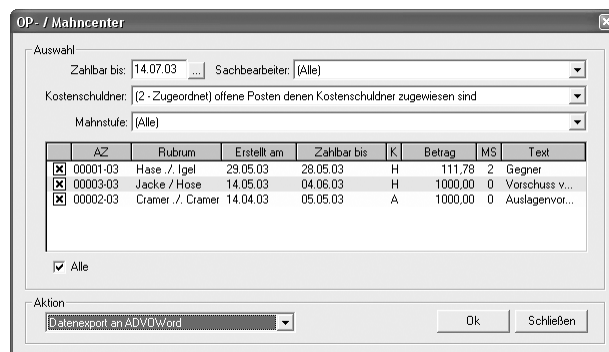 OP- / Mahncenter
Auswahl
Zahlbar bis: 14.07.03 ... Sachbearbeiter: (Alle)
Kostenschuldner: (2 - Zugeordnet) offene Posten denen Kostenschuldner zugewiesen sind
Mahnstufe: (Alle)
AZ Rubrum Erstellt am Zahlbar bis K Betrag MS Text
00001-03 Hase ./. Igel 29.05.03 28.05.03 H 111,78 2 Gegner
00003-03 Jacke / Hose 14.05.03 04.06.03 H 1000,00 0 Vorschuss v...
00002-03 Cramer ./. Cramer 14.04.03 05.05.03 A 1000,00 0 Auslagenvor...
Alle
Aktion
Datenexport an ADVOWord Ok Schließen